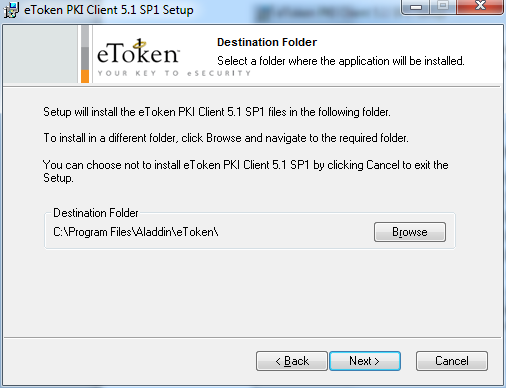 eToken PKI Client 5.1 SP1 Setup
eToken
YOUR KEY TO eSECURITY
Destination Folder
Select a folder where the application will be installed.
Setup will install the eToken PKI Client 5.1 SP1 files in the following folder.
To install in a different folder, click Browse and navigate to the required folder.
You can choose not to install eToken PKI Client 5.1 SP1 by clicking Cancel to exit the
Setup.
Destination Folder
C:\Program Files\Aladdin\eToken\
Browse
< Back
Next >
Cancel